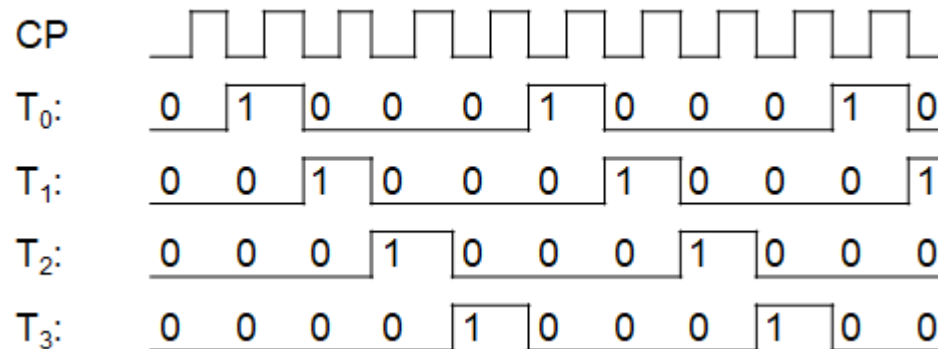 CP
T₀: 0 1 0 0 0 1 0 0 0 1 0
T₁: 0 0 1 0 0 0 1 0 0 0 1
T₂: 0 0 0 1 0 0 0 1 0 0 0
T₃: 0 0 0 0 1 0 0 0 1 0 0